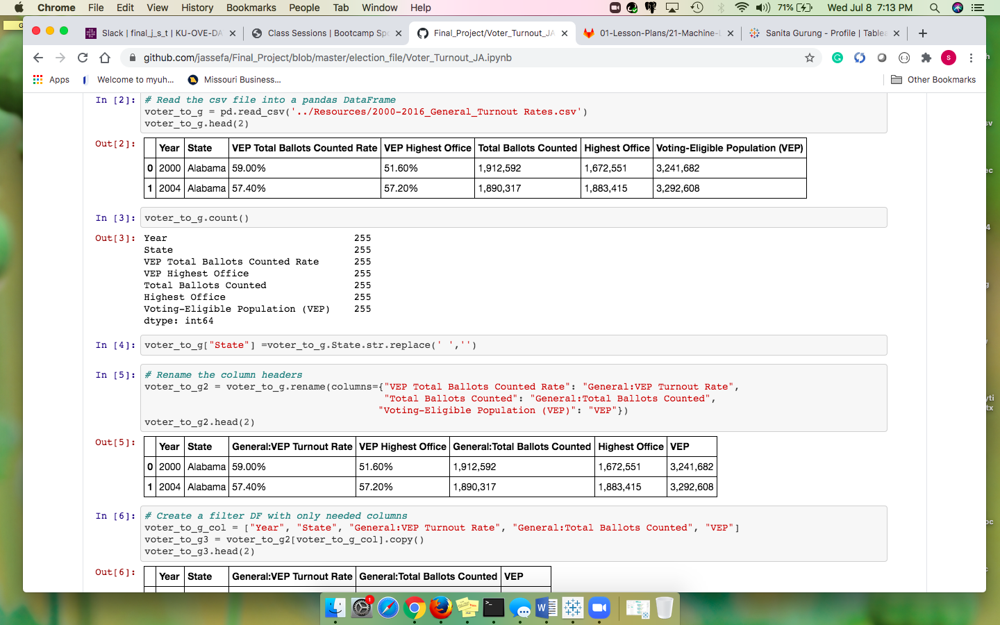 Chrome File Edit View History Bookmarks People Tab Window Help 71% Wed Jul 8 7:13 PM
Slack | final_j_s_t | KU-OVE-DA
Class Sessions | Bootcamp Sp
Final_Project/Voter_Turnout_JA
01-Lesson-Plans/21-Machine-L
Sanita Gurung - Profile | Tablea
github.com/jassefa/Final_Project/blob/master/election_file/Voter_Turnout_JA.ipynb
Apps Welcome to myuh... Missouri Business... Other Bookmarks
In [2]: # Read the csv file into a pandas DataFrame
voter_to_g = pd.read_csv('../Resources/2000-2016_General_Turnout Rates.csv')
voter_to_g.head(2)
Out[2]: Year State VEP Total Ballots Counted Rate VEP Highest Office Total Ballots Counted Highest Office Voting-Eligible Population (VEP)
0 2000 Alabama 59.00% 51.60% 1,912,592 1,672,551 3,241,682
1 2004 Alabama 57.40% 57.20% 1,890,317 1,883,415 3,292,608
In [3]: voter_to_g.count()
Out[3]: Year 255
State 255
VEP Total Ballots Counted Rate 255
VEP Highest Office 255
Total Ballots Counted 255
Highest Office 255
Voting-Eligible Population (VEP) 255
dtype: int64
In [4]: voter_to_g["State"] =voter_to_g.State.str.replace(' ','')
In [5]: # Rename the column headers
voter_to_g2 = voter_to_g.rename(columns={"VEP Total Ballots Counted Rate": "General:VEP Turnout Rate",
"Total Ballots Counted": "General:Total Ballots Counted",
"Voting-Eligible Population (VEP)": "VEP"})
voter_to_g2.head(2)
Out[5]: Year State General:VEP Turnout Rate VEP Highest Office General:Total Ballots Counted Highest Office VEP
0 2000 Alabama 59.00% 51.60% 1,912,592 1,672,551 3,241,682
1 2004 Alabama 57.40% 57.20% 1,890,317 1,883,415 3,292,608
In [6]: # Create a filter DF with only needed columns
voter_to_g_col = ["Year", "State", "General:VEP Turnout Rate", "General:Total Ballots Counted", "VEP"]
voter_to_g3 = voter_to_g2[voter_to_g_col].copy()
voter_to_g3.head(2)
Out[6]: Year State General:VEP Turnout Rate General:Total Ballots Counted VEP